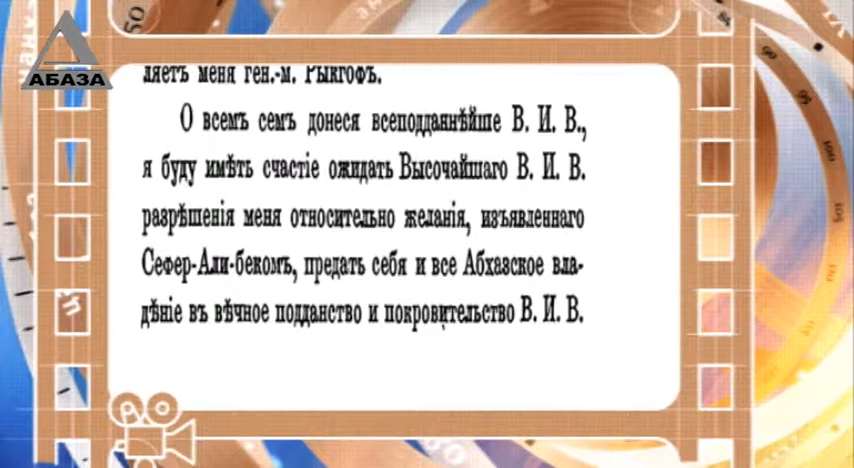 АБАЗА
ляетъ меня ген.-м. Рыкгофъ.
О всемъ семъ донеся всеподданнѣйше В. И. В.,
я буду имѣть счастіе ожидать Высочайшаго В. И. В.
разрѣшенія меня относительно желанія, изъявленнаго
Сефер-Али-бекомъ, предать себя и все Абхазское вла-
дѣніе въ вѣчное подданство и покровительство В. И. В.